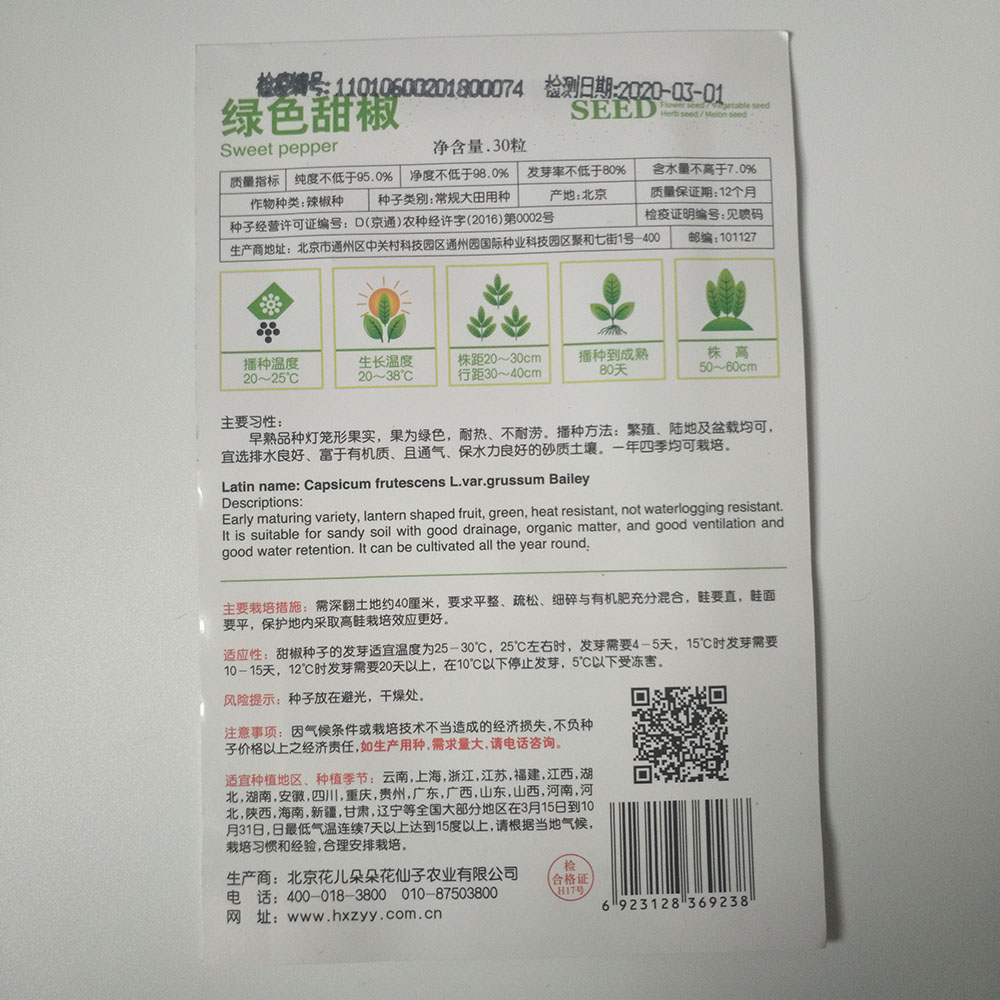 检疫编号:11010600201800074 检测日期:2020-03-01
绿色甜椒
SEED Flower seed / Vegetable seed
Herb seed / Melon seed
Sweet pepper
净含量.30粒
质量指标 纯度不低于95.0% 净度不低于98.0% 发芽率不低于80% 含水量不高于7.0%
作物种类:辣椒种 种子类别:常规大田用种 产地:北京 质量保证期:12个月
种子经营许可证编号:D(京通)农种经许字(2016)第0002号 检疫证明编号:见喷码
生产商地址:北京市通州区中关村科技园区通州园国际种业科技园区聚和七街1号-400 邮编:101127
播种温度
20～25℃
生长温度
20～38℃
株距20～30cm
行距30～40cm
播种到成熟
80天
株 高
50～60cm
主要习性：
早熟品种灯笼形果实，果为绿色，耐热、不耐涝。播种方法：繁殖、陆地及盆栽均可，
宜选排水良好、富于有机质、且通气、保水力良好的砂质土壤。一年四季均可栽培。
Latin name: Capsicum frutescens L.var.grussum Bailey
Descriptions:
Early maturing variety, lantern shaped fruit, green, heat resistant, not waterlogging resistant.
It is suitable for sandy soil with good drainage, organic matter, and good ventilation and
good water retention. It can be cultivated all the year round.
主要栽培措施：需深翻土地约40厘米，要求平整、疏松、细碎与有机肥充分混合，畦要直，畦面
要平，保护地内采取高畦栽培效应更好。
适应性：甜椒种子的发芽适宜温度为25－30℃，25℃左右时，发芽需要4－5天，15℃时发芽需要
10－15天，12℃时发芽需要20天以上，在10℃以下停止发芽，5℃以下受冻害。
风险提示：种子放在避光，干燥处。
注意事项：因气候条件或栽培技术不当造成的经济损失，不负种
子价格以上之经济责任，如生产用种，需求量大，请电话咨询。
适宜种植地区、种植季节：云南,上海,浙江,江苏,福建,江西,湖
北,湖南,安徽,四川,重庆,贵州,广东,广西,山东,山西,河南,河
北,陕西,海南,新疆,甘肃,辽宁等全国大部分地区在3月15日到10
月31日,日最低气温连续7天以上达到15度以上,请根据当地气候,
栽培习惯和经验,合理安排栽培。
生产商：北京花儿朵朵花仙子农业有限公司
电 话：400-018-3800 010-87503800
网 址：www.hxzyy.com.cn
检
合格证
H17号
6 923128 369238